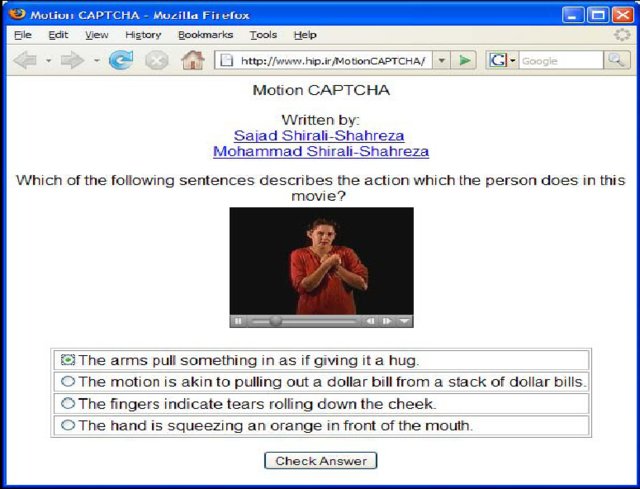 Motion CAPTCHA - Mozilla Firefox
File Edit View History Bookmarks Tools Help
http://www.hip.ir/MotionCAPTCHA/ G Google
Motion CAPTCHA
Written by:
Sajad Shirali-Shahreza
Mohammad Shirali-Shahreza
Which of the following sentences describes the action which the person does in this
movie?
The arms pull something in as if giving it a hug.
The motion is akin to pulling out a dollar bill from a stack of dollar bills.
The fingers indicate tears rolling down the cheek.
The hand is squeezing an orange in front of the mouth.
Check Answer